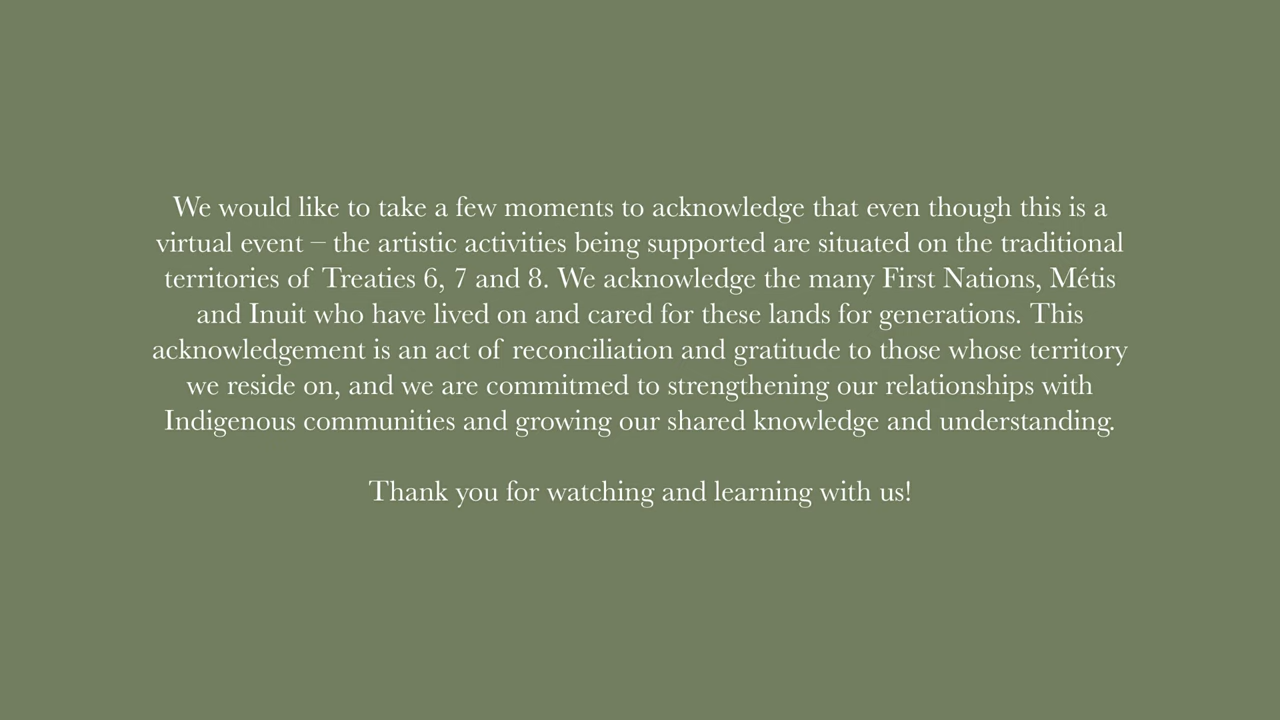 We would like to take a few moments to acknowledge that even though this is a
virtual event – the artistic activities being supported are situated on the traditional
territories of Treaties 6, 7 and 8. We acknowledge the many First Nations, Métis
and Inuit who have lived on and cared for these lands for generations. This
acknowledgement is an act of reconciliation and gratitude to those whose territory
we reside on, and we are commitmed to strengthening our relationships with
Indigenous communities and growing our shared knowledge and understanding.
Thank you for watching and learning with us!